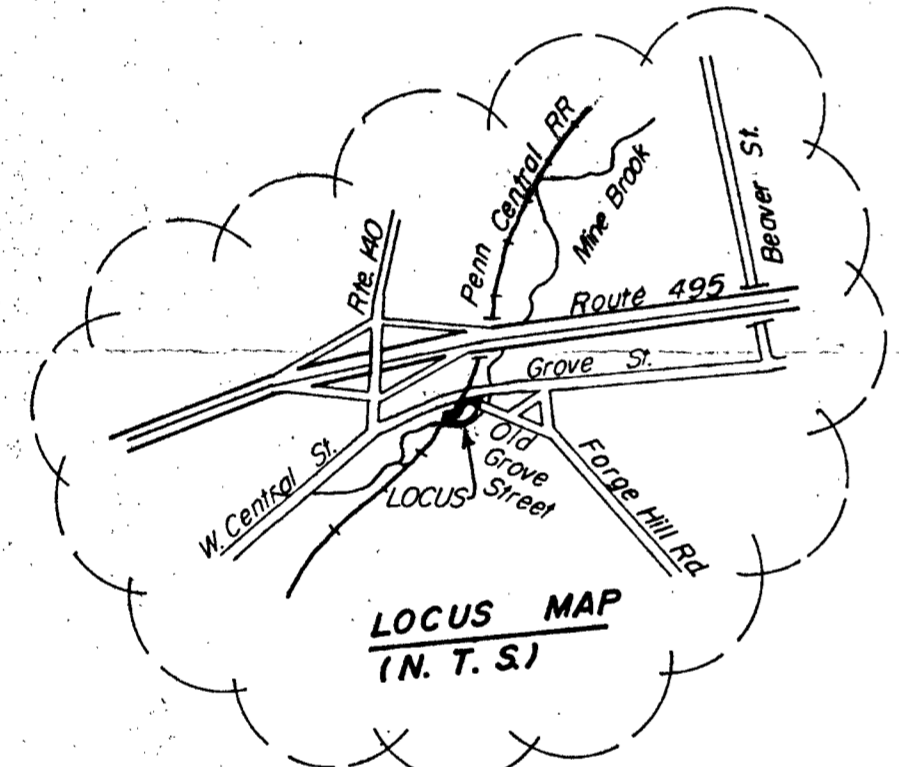 Penn Central RR
Mine Brook
Beaver St.
Rte. 140
Route 495
Grove St.
Old
Grove
Street
W. Central St.
LOCUS
Forge Hill Rd.
LOCUS MAP
(N. T. S.)